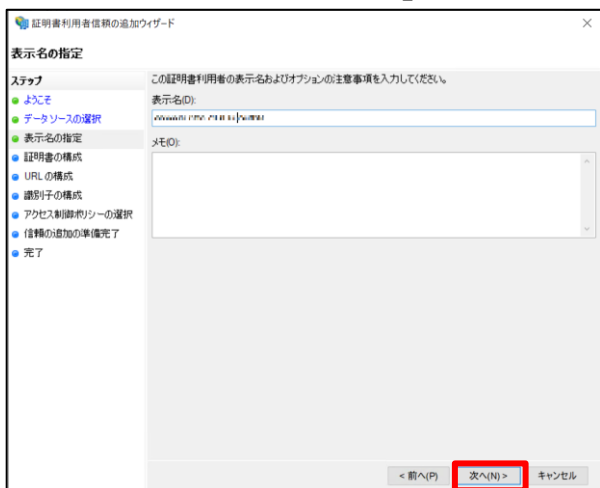 証明書利用者信頼の追加ウィザード
表示名の指定
ステップ
ようこそ
データ ソースの選択
表示名の指定
証明書の構成
URL の構成
識別子の構成
アクセス制御ポリシーの選択
信頼の追加の準備完了
完了
この証明書利用者の表示名およびオプションの注意事項を入力してください。
表示名(D):
メモ(O):
< 前へ(P)
次へ(N) >
キャンセル